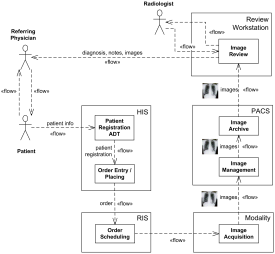 Radiologist
Referring
Physician
«flow»
«flow»
Review
Workstation
Image
Review
diagnosis, notes, images
«flow»
images
«flow»
«flow»
«flow»
HIS
PACS
Patient
patient info
«flow»
Patient
Registration
ADT
Image
Archive
patient
registration
«flow»
images
«flow»
Order Entry /
Placing
Image
Management
order
«flow»
images
«flow»
RIS
Modality
Order
Scheduling
«flow»
Image
Acquisition